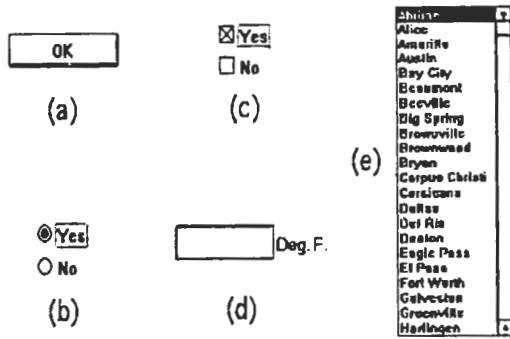 OK
(a)
Yes
No
(c)
Yes
No
(b)
Deg. F.
(d)
(e)
Abilene
Alice
Amarillo
Austin
Bay City
Beaumont
Beeville
Big Spring
Brownsville
Brownwood
Bryan
Corpus Christi
Corsicana
Dallas
Del Rio
Denton
Eagle Pass
El Paso
Fort Worth
Galveston
Greenville
Harlingen